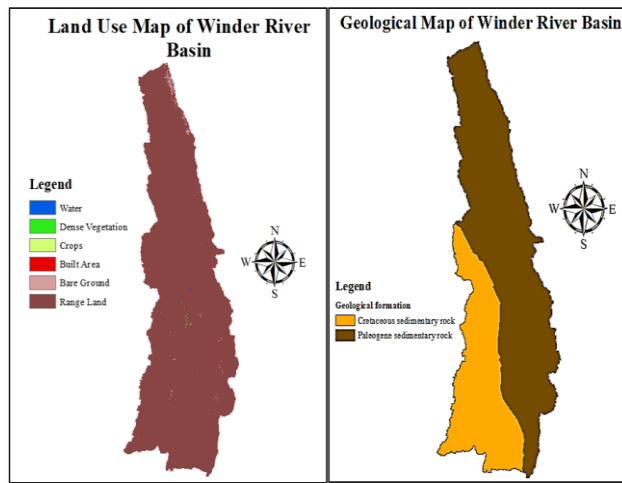 Land Use Map of Winder River
Basin
N
W
E
S
Legend
Water
Dense Vegetation
Crops
Built Area
Bare Ground
Range Land
Geological Map of Winder River Basin
N
W
E
S
Legend
Geological formation
Cretaceous sedimentary rock
Paleogene sedimentary rock